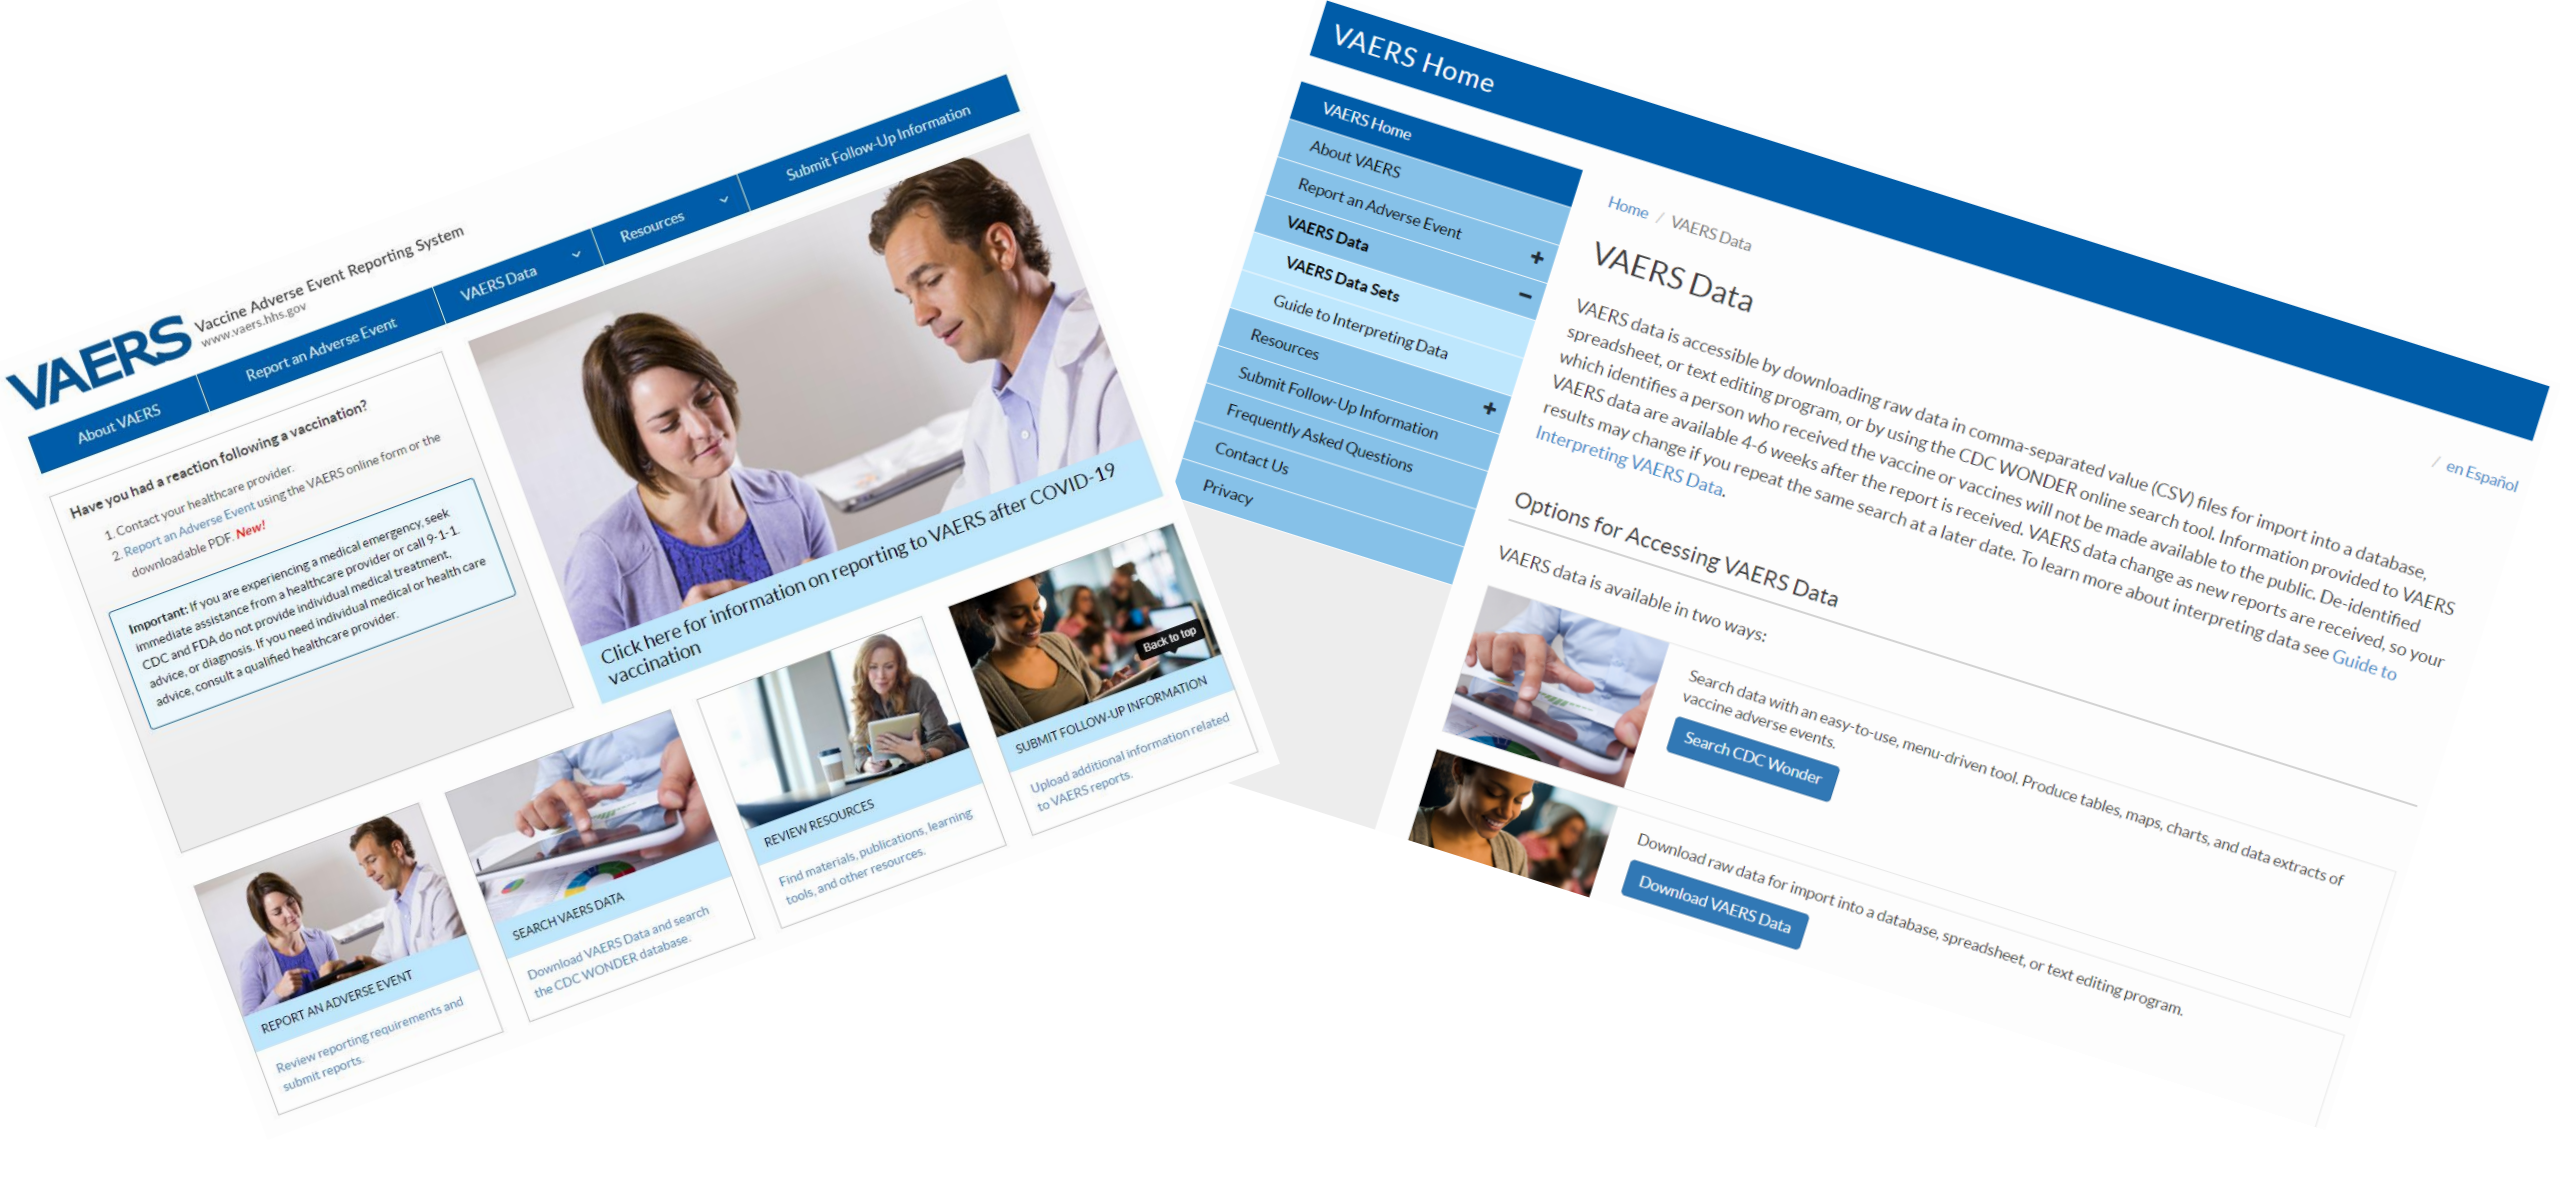 VAERS
Vaccine Adverse Event Reporting System
www.vaers.hhs.gov
About VAERS
Report an Adverse Event
VAERS Data
Resources
Submit Follow-Up Information
Have you had a reaction following a vaccination?
1. Contact your healthcare provider.
2. Report an Adverse Event using the VAERS online form or the
downloadable PDF. New!
Important: If you are experiencing a medical emergency, seek
immediate assistance from a healthcare provider or call 9-1-1.
CDC and FDA do not provide individual medical treatment,
advice, or diagnosis. If you need individual medical or health care
advice, consult a qualified healthcare provider.
Click here for information on reporting to VAERS after COVID-19
vaccination
REPORT AN ADVERSE EVENT
Review reporting requirements and
submit reports.
SEARCH VAERS DATA
Download VAERS Data and search
the CDC WONDER database.
REVIEW RESOURCES
Find materials, publications, learning
tools, and other resources.
Back to top
SUBMIT FOLLOW-UP INFORMATION
Upload additional information related
to VAERS reports.
VAERS Home
VAERS Home
About VAERS
Report an Adverse Event
VAERS Data
VAERS Data Sets
Guide to Interpreting Data
Resources
Submit Follow-Up Information
Frequently Asked Questions
Contact Us
Privacy
Home / VAERS Data
/ en Español
VAERS Data
VAERS data is accessible by downloading raw data in comma-separated value (CSV) files for import into a database,
spreadsheet, or text editing program, or by using the CDC WONDER online search tool. Information provided to VAERS
which identifies a person who received the vaccine or vaccines will not be made available to the public. De-identified
VAERS data are available 4-6 weeks after the report is received. VAERS data change as new reports are received, so your
results may change if you repeat the same search at a later date. To learn more about interpreting data see Guide to
Interpreting VAERS Data.
Options for Accessing VAERS Data
VAERS data is available in two ways:
Search data with an easy-to-use, menu-driven tool. Produce tables, maps, charts, and data extracts of
vaccine adverse events.
Search CDC Wonder
Download raw data for import into a database, spreadsheet, or text editing program.
Download VAERS Data